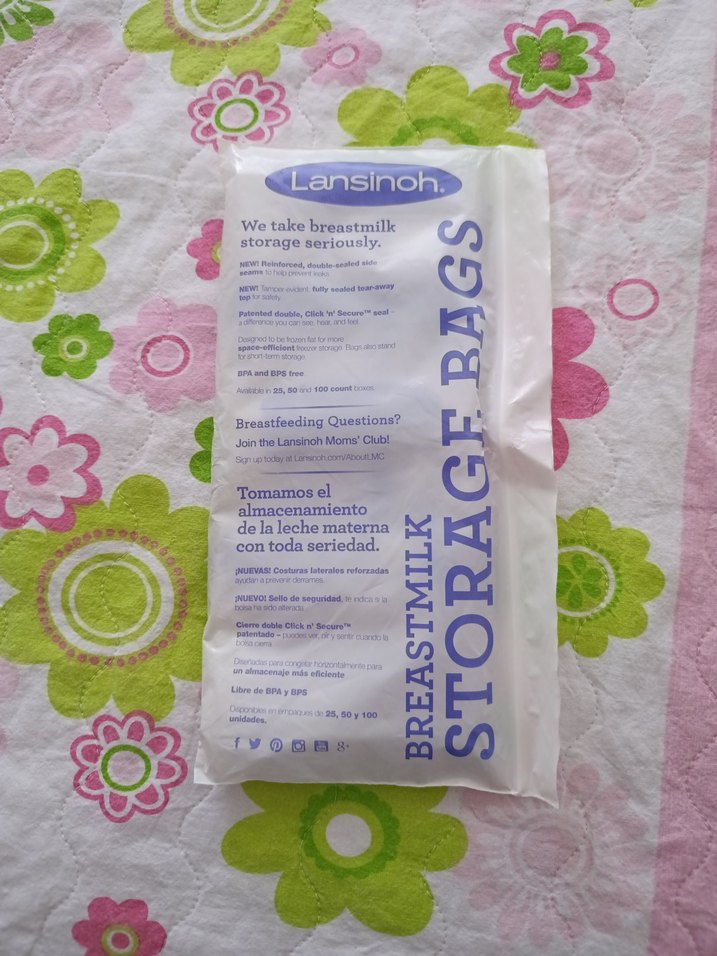 Lansinoh®
We take breastmilk
storage seriously.
NEW! Reinforced, double-sealed side
seams to help prevent leaks.
NEW! Tamper-evident, fully sealed tear-away
top for safety.
Patented double, Click 'n' Secure™ seal –
a difference you can see, hear, and feel.
Designed to be frozen flat for more
space-efficient freezer storage. Bags also stand
for short-term storage.
BPA and BPS free
Available in 25, 50 and 100 count boxes.
Breastfeeding Questions?
Join the Lansinoh Moms' Club!
Sign up today at Lansinoh.com/AboutLMC
Tomamos el
almacenamiento
de la leche materna
con toda seriedad.
¡NUEVAS! Costuras laterales reforzadas
ayudan a prevenir derrames.
¡NUEVO! Sello de seguridad, te indica si la
bolsa ha sido alterada.
Cierre doble Click n' Secure™
patentado – puedes ver, oír y sentir cuando la
bolsa cierra.
Diseñadas para congelar horizontalmente para
un almacenaje más eficiente
Libre de BPA y BPS
Disponibles en empaques de 25, 50 y 100
unidades.
BREASTMILK
STORAGE BAGS